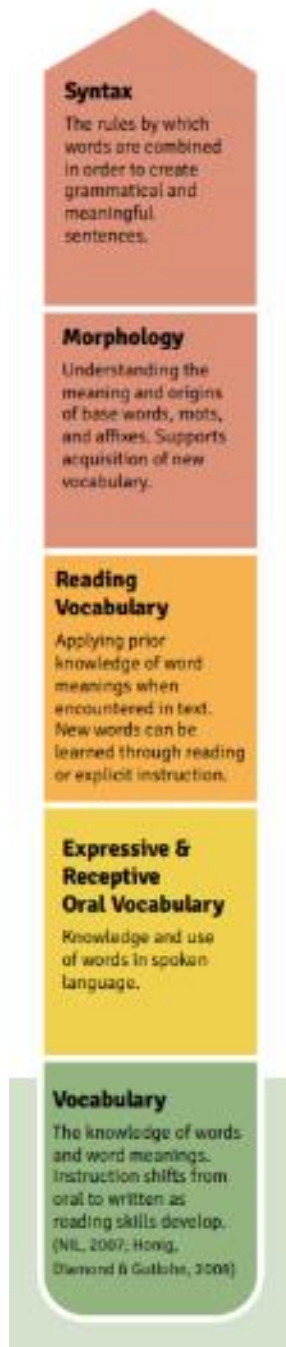 Syntax
The rules by which
words are combined
in order to create
grammatical and
meaningful
sentences.
Morphology
Understanding the
meaning and origins
of base words, roots,
and affixes. Supports
acquisition of new
vocabulary.
Reading
Vocabulary
Applying prior
knowledge of word
meanings when
encountered in text.
New words can be
learned through reading
or explicit instruction.
Expressive &
Receptive
Oral Vocabulary
Knowledge and use
of words in spoken
language.
Vocabulary
The knowledge of words
and word meanings.
Instruction shifts from
oral to written as
reading skills develop.
(NIL, 2007, Honig,
Diamond & Gutlohn, 2008)